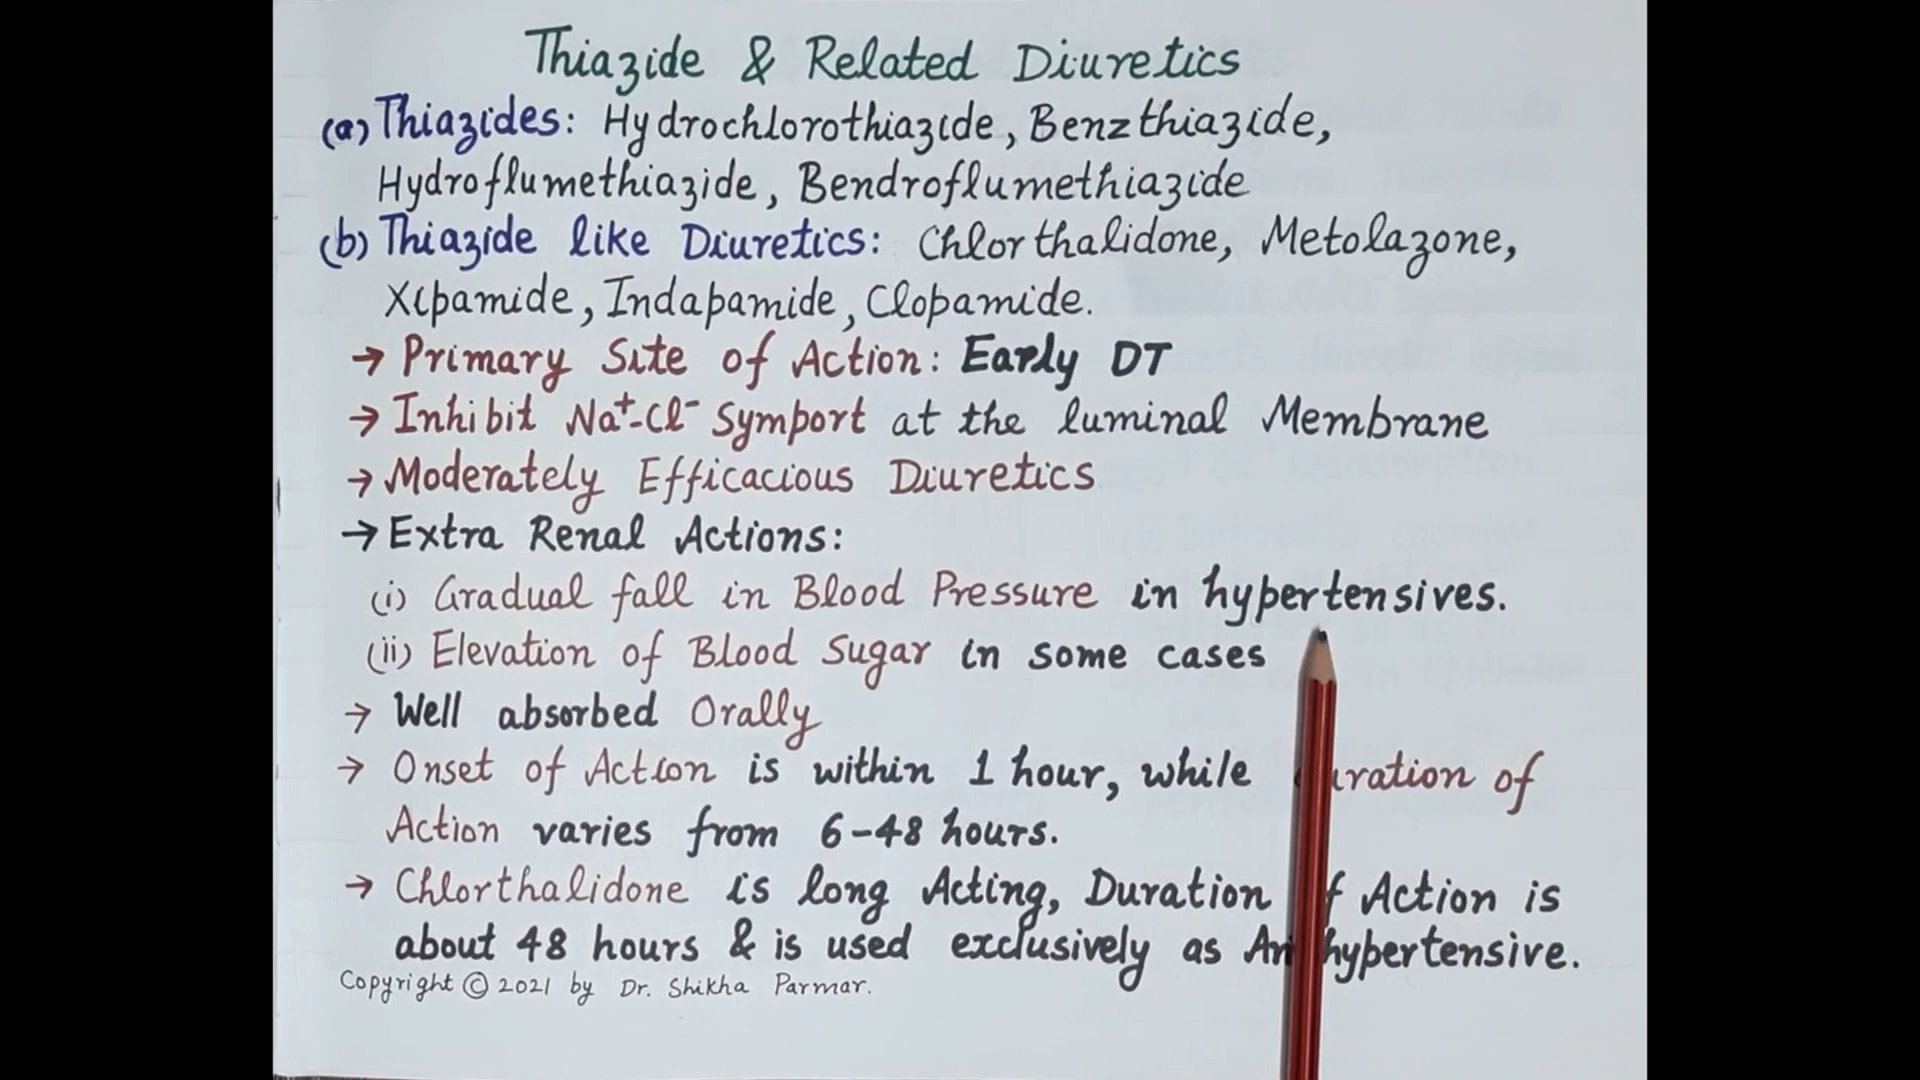 Thiazide & Related Diuretics
(a) Thiazides: Hydrochlorothiazide, Benzthiazide,
Hydroflumethiazide, Bendroflumethiazide
(b) Thiazide like Diuretics: Chlorthalidone, Metolazone,
Xipamide, Indapamide, Clopamide.
→ Primary Site of Action: Early DT
→ Inhibit Na⁺-Cl⁻ Symport at the luminal Membrane
→ Moderately Efficacious Diuretics
→ Extra Renal Actions:
(i) Gradual fall in Blood Pressure in hypertensives.
(ii) Elevation of Blood Sugar in some cases
→ Well absorbed Orally
→ Onset of Action is within 1 hour, while of
Action varies from 6-48 hours.
→ Chlorthalidone is long Acting, Duration Action is
about 48 hours & is used exclusively as
Copyright © 2021 by Dr. Shikha Parmar.